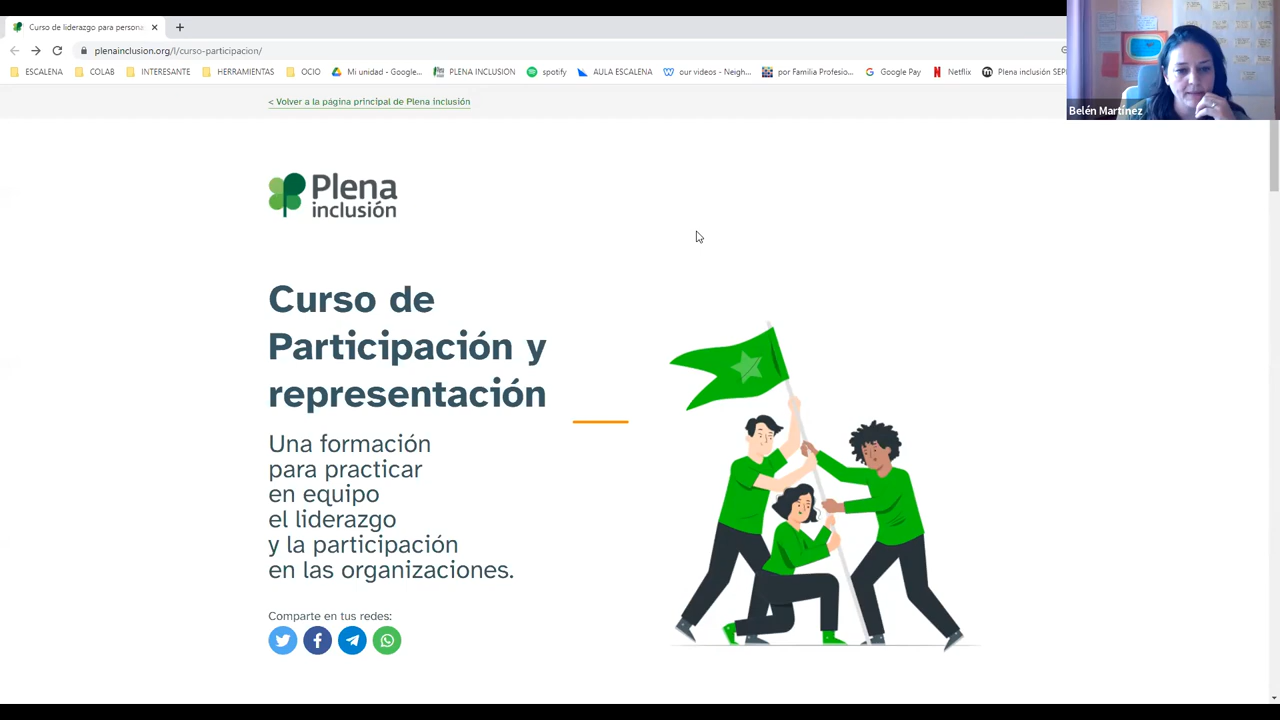 Curso de liderazgo para persona
plenainclusion.org/l/curso-participacion/
ESCALENA
COLAB
INTERESANTE
HERRAMIENTAS
OCIO
Mi unidad - Google...
PLENA INCLUSIÓN
spotify
AULA ESCALENA
our videos - Neigh...
por Familia Profesio...
Google Pay
Netflix
Plena inclusión
Belén Martínez
< Volver a la página principal de Plena inclusión
Plena
inclusión
Curso de
Participación y
representación
Una formación
para practicar
en equipo
el liderazgo
y la participación
en las organizaciones.
Comparte en tus redes: